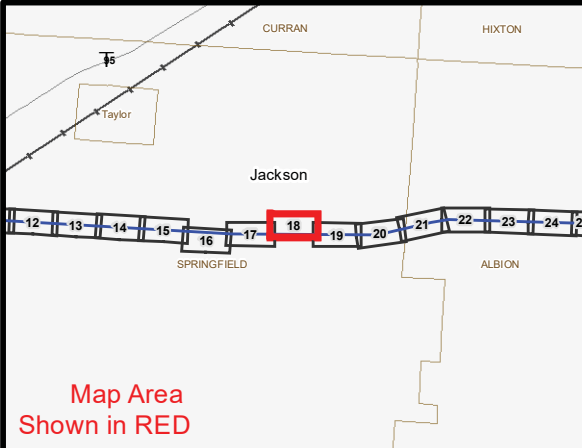 CURRAN
HIXTON
95
Taylor
Jackson
12
13
14
15
16
17
18
19
20
21
22
23
24
SPRINGFIELD
ALBION
Map Area
Shown in RED